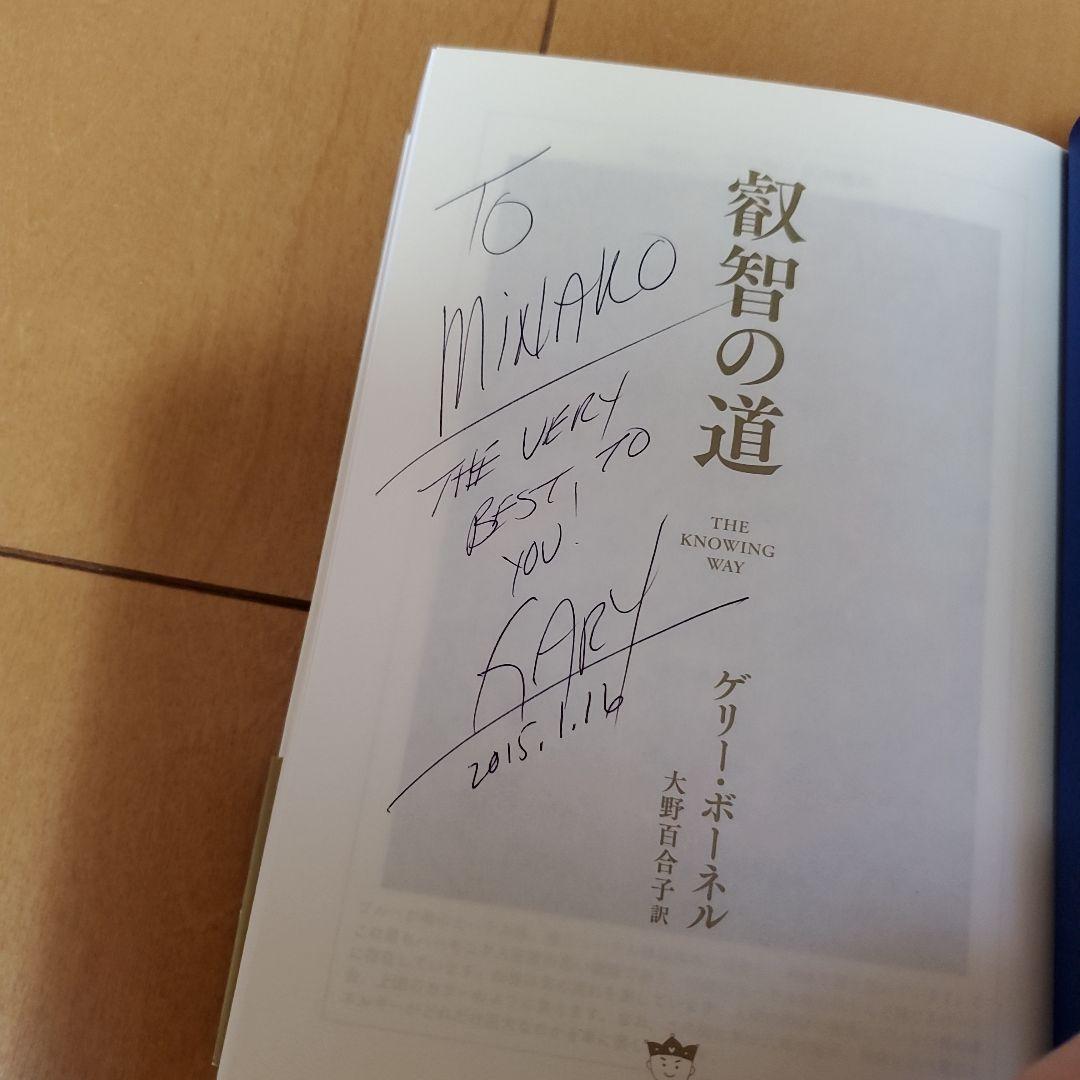 叡智の道
THE
KNOWING
WAY
ゲリー・ボーネル
大野百合子 訳
TO
MINAKO
THE VERY
BEST! TO
YOU!
GARY
2015.1.16